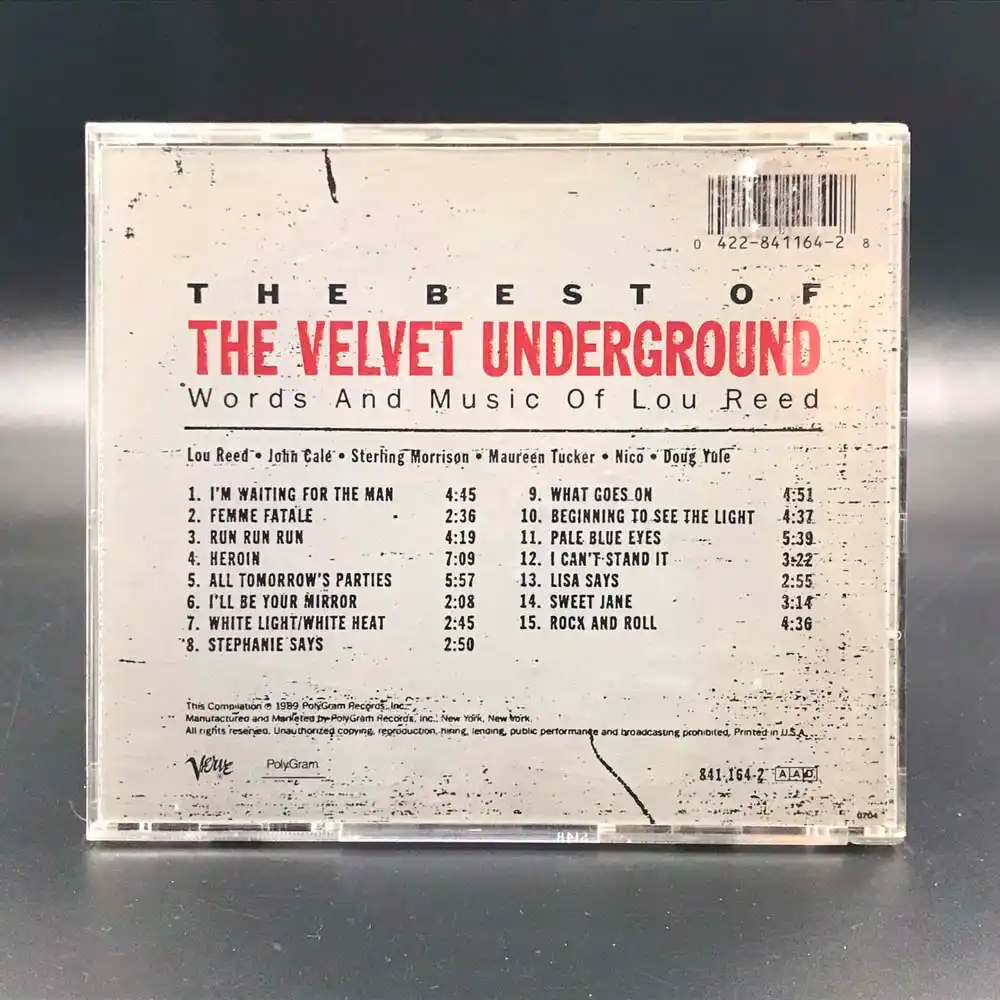 0 422-841164-2 8
THE BEST OF
THE VELVET UNDERGROUND
Words And Music Of Lou Reed
Lou Reed • John Cale • Sterling Morrison • Maureen Tucker • Nico • Doug Yule
1. I'M WAITING FOR THE MAN 4:45
2. FEMME FATALE 2:36
3. RUN RUN RUN 4:19
4. HEROIN 7:09
5. ALL TOMORROW'S PARTIES 5:57
6. I'LL BE YOUR MIRROR 2:08
7. WHITE LIGHT/WHITE HEAT 2:45
8. STEPHANIE SAYS 2:50
9. WHAT GOES ON 4:51
10. BEGINNING TO SEE THE LIGHT 4:37
11. PALE BLUE EYES 5:39
12. I CAN'T STAND IT 3:22
13. LISA SAYS 2:55
14. SWEET JANE 3:14
15. ROCK AND ROLL 4:36
This Compilation ℗ 1989 PolyGram Records, Inc.
Manufactured and Marketed by PolyGram Records, Inc., New York, New York.
All rights reserved. Unauthorized copying, reproduction, hiring, lending, public performance and broadcasting prohibited. Printed in U.S.A.
Verve PolyGram 841 164-2 AAD
0704